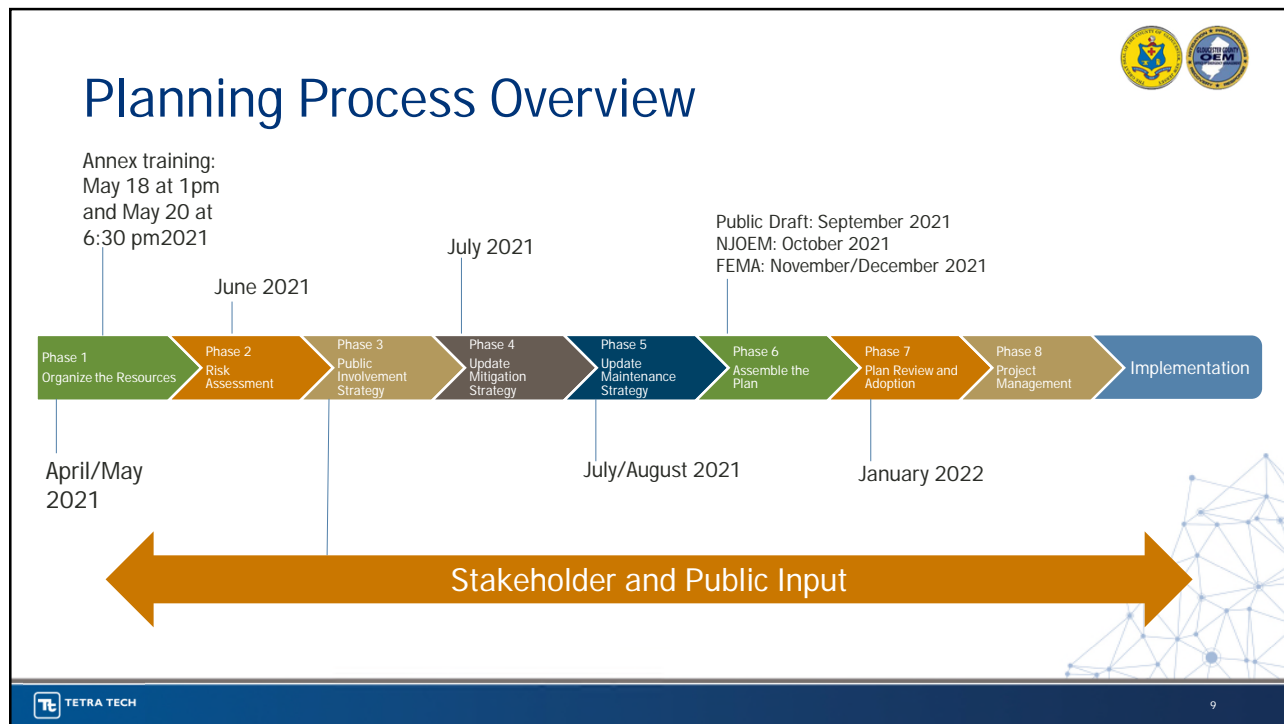 Planning Process Overview
GLOUCESTER COUNTY
OEM
Annex training:
May 18 at 1pm
and May 20 at
6:30 pm2021
June 2021
July 2021
Public Draft: September 2021
NJOEM: October 2021
FEMA: November/December 2021
Phase 1
Organize the Resources
Phase 2
Risk
Assessment
Phase 3
Public
Involvement
Strategy
Phase 4
Update
Mitigation
Strategy
Phase 5
Update
Maintenance
Strategy
Phase 6
Assemble the
Plan
Phase 7
Plan Review and
Adoption
Phase 8
Project
Management
Implementation
April/May
2021
July/August 2021
January 2022
Stakeholder and Public Input
Tt TETRA TECH
9